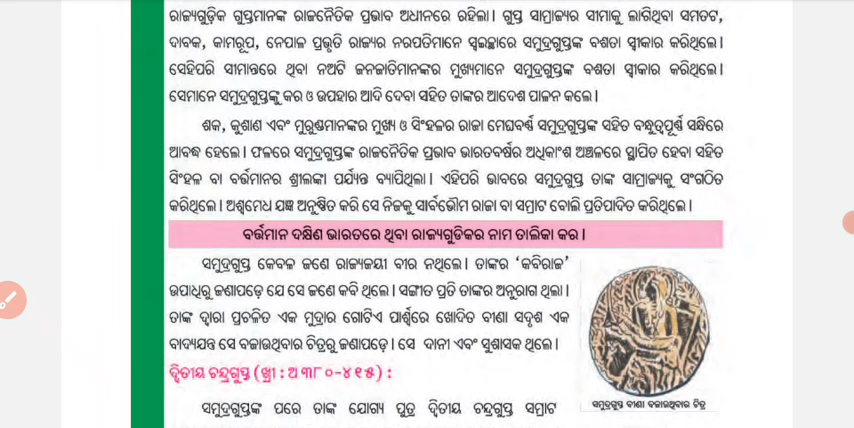 ରାଜ୍ୟଗୁଡ଼ିକ ଗୁପ୍ତମାନଙ୍କ ରାଜନୈତିକ ପ୍ରଭାବ ଅଧୀନରେ ରହିଲା। ଗୁପ୍ତ ସାମ୍ରାଜ୍ୟର ସୀମାକୁ ଲାଗିଥିବା ସମତଟ,
ଦାବକ, କାମରୂପ, ନେପାଳ ପ୍ରଭୃତି ରାଜ୍ୟର ନରପତିମାନେ ସ୍ୱଇଚ୍ଛାରେ ସମୁଦ୍ରଗୁପ୍ତଙ୍କ ବଶତା ସ୍ୱୀକାର କରିଥିଲେ।
ସେହିପରି ସୀମାନ୍ତରେ ଥିବା ନଅଟି ଜନଜାତିମାନଙ୍କର ମୁଖ୍ୟମାନେ ସମୁଦ୍ରଗୁପ୍ତଙ୍କ ବଶତା ସ୍ୱୀକାର କରିଥିଲେ।
ସେମାନେ ସମୁଦ୍ରଗୁପ୍ତଙ୍କୁ କର ଓ ଉପହାର ଆଦି ଦେବା ସହିତ ତାଙ୍କର ଆଦେଶ ପାଳନ କଲେ।
ଶକ, କୁଶାଣ ଏବଂ ମୁରୁଣ୍ଡମାନଙ୍କର ମୁଖ୍ୟ ଓ ସିଂହଳର ରାଜା ମେଘବର୍ଣ୍ଣ ସମୁଦ୍ରଗୁପ୍ତଙ୍କ ସହିତ ବନ୍ଧୁତ୍ୱପୂର୍ଣ୍ଣ ସନ୍ଧିରେ
ଆବଦ୍ଧ ହେଲେ। ଫଳରେ ସମୁଦ୍ରଗୁପ୍ତଙ୍କ ରାଜନୈତିକ ପ୍ରଭାବ ଭାରତବର୍ଷର ଅଧିକାଂଶ ଅଞ୍ଚଳରେ ସ୍ଥାପିତ ହେବା ସହିତ
ସିଂହଳ ବା ବର୍ତ୍ତମାନର ଶ୍ରୀଲଙ୍କା ପର୍ଯ୍ୟନ୍ତ ବ୍ୟାପିଥିଲା। ଏହିପରି ଭାବରେ ସମୁଦ୍ରଗୁପ୍ତ ତାଙ୍କ ସାମ୍ରାଜ୍ୟକୁ ସଂଗଠିତ
କରିଥିଲେ। ଅଶ୍ୱମେଧ ଯଜ୍ଞ ଅନୁଷ୍ଠିତ କରି ସେ ନିଜକୁ ସାର୍ବଭୌମ ରାଜା ବା ସମ୍ରାଟ ବୋଲି ପ୍ରତିପାଦିତ କରିଥିଲେ।
ବର୍ତ୍ତମାନ ଦକ୍ଷିଣ ଭାରତରେ ଥିବା ରାଜ୍ୟଗୁଡିକର ନାମ ତାଲିକା କର।
ସମୁଦ୍ରଗୁପ୍ତ କେବଳ ଜଣେ ରାଜ୍ୟଜୟୀ ବୀର ନଥିଲେ। ତାଙ୍କର ‘କବିରାଜ’
ଉପାଧିରୁ ଜଣାପଡ଼େ ଯେ ସେ ଜଣେ କବି ଥିଲେ। ସଙ୍ଗୀତ ପ୍ରତି ତାଙ୍କର ଅନୁରାଗ ଥିଲା।
ତାଙ୍କ ଦ୍ୱାରା ପ୍ରଚଳିତ ଏକ ମୁଦ୍ରାର ଗୋଟିଏ ପାର୍ଶ୍ୱରେ ଖୋଦିତ ବୀଣା ସଦୃଶ ଏକ
ବାଦ୍ୟଯନ୍ତ୍ର ସେ ବଜାଉଥିବାର ଚିତ୍ରରୁ ଜଣାପଡ଼େ। ସେ ଦାନୀ ଏବଂ ସୁଶାସକ ଥିଲେ।
ଦ୍ୱିତୀୟ ଚନ୍ଦ୍ରଗୁପ୍ତ (ଖ୍ରୀ : ଅ ୩୮୦-୪୧୫) :
ସମୁଦ୍ରଗୁପ୍ତଙ୍କ ପରେ ତାଙ୍କ ଯୋଗ୍ୟ ପୁତ୍ର ଦ୍ୱିତୀୟ ଚନ୍ଦ୍ରଗୁପ୍ତ ସମ୍ରାଟ
ସମୁଦ୍ରଗୁପ୍ତ ବୀଣା ବଜାଉଥିବାର ଚିତ୍ର